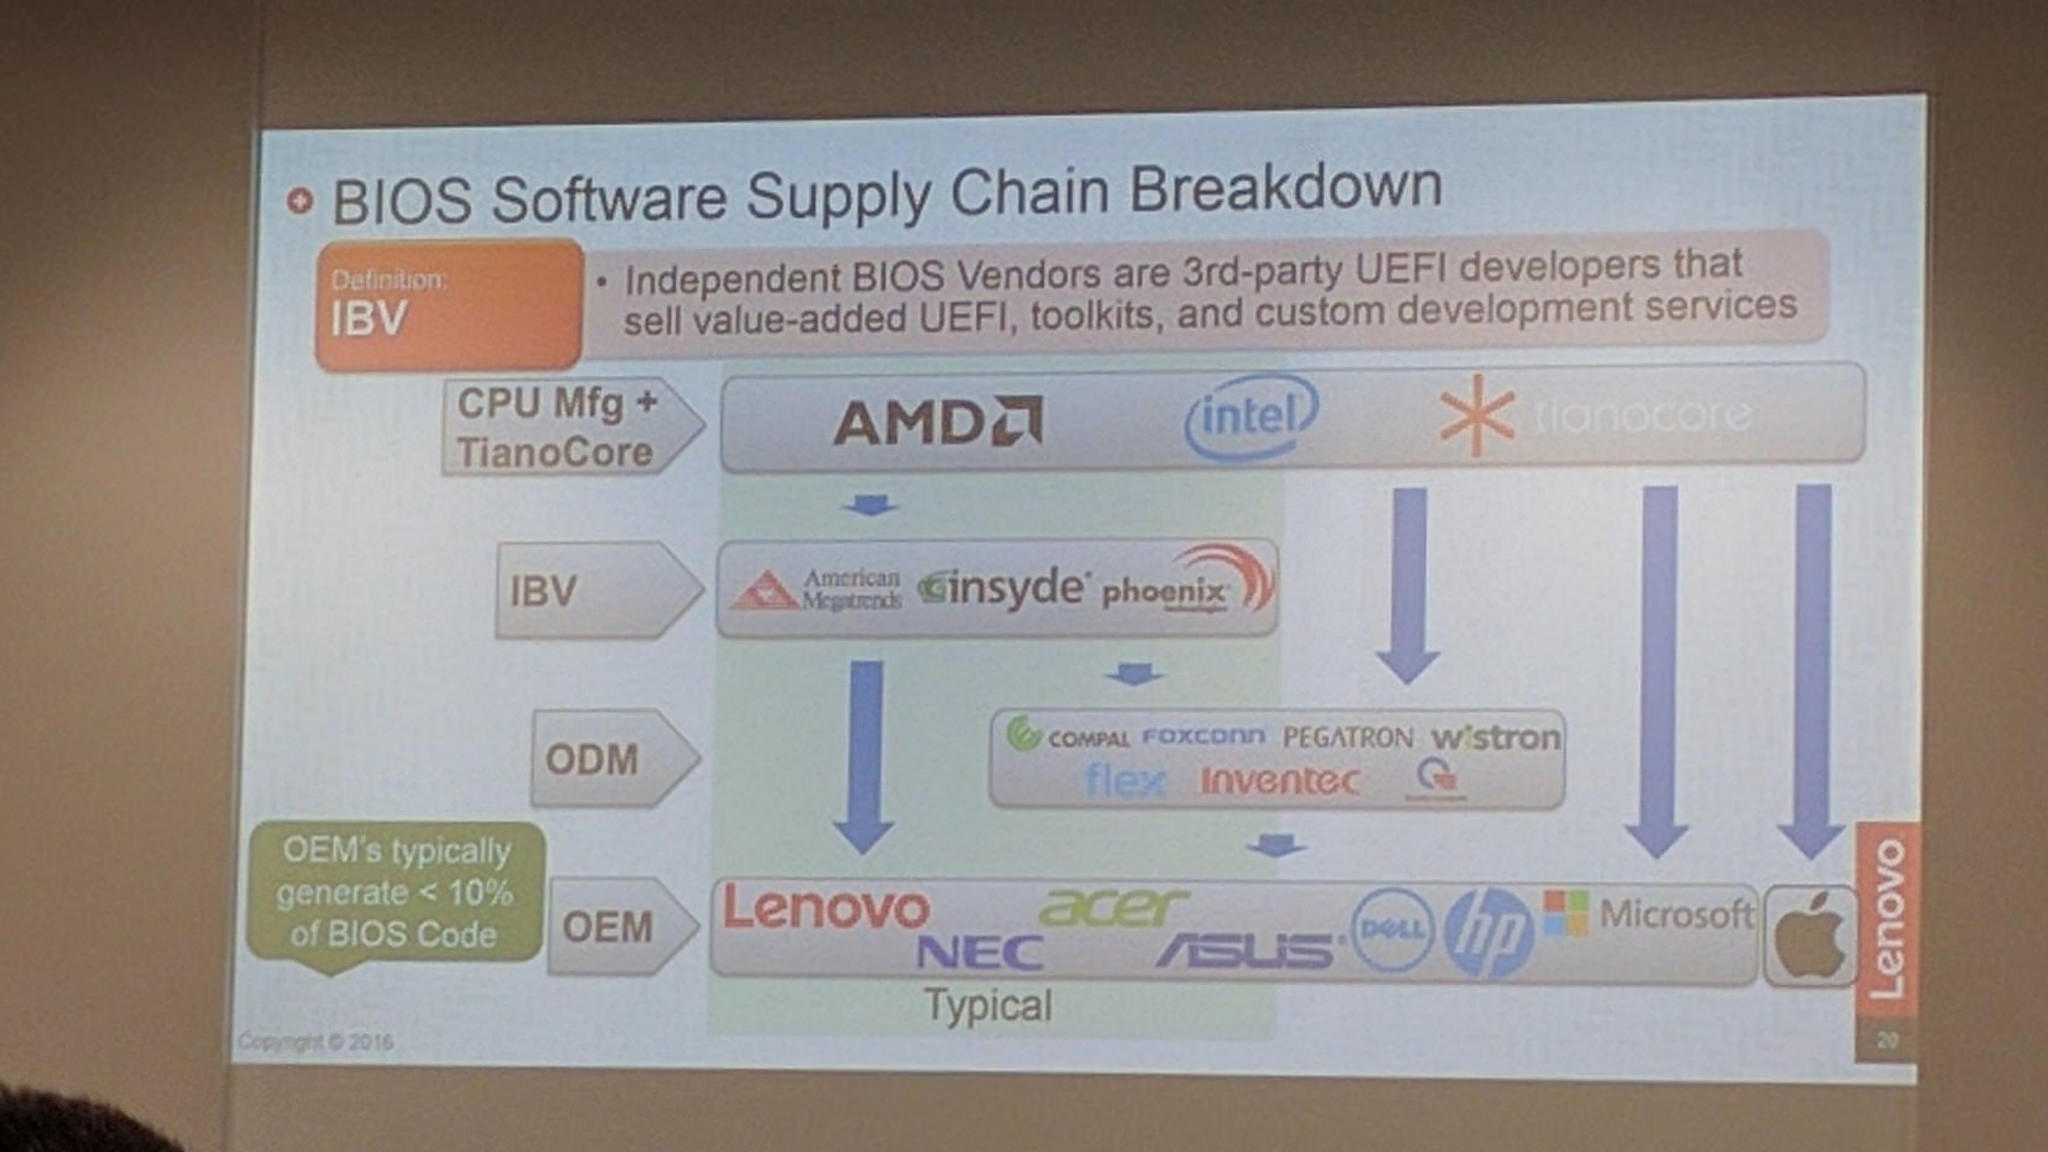 BIOS Software Supply Chain Breakdown
Definition:
IBV
• Independent BIOS Vendors are 3rd-party UEFI developers that
sell value-added UEFI, toolkits, and custom development services
CPU Mfg +
TianoCore
AMD intel tianocore
IBV
American
Megatrends
insyde phoenix
ODM
COMPAL FOXCONN PEGATRON wistron
flex Inventec
OEM's typically
generate < 10%
of BIOS Code
OEM
Lenovo acer DELL hp Microsoft
NEC ASUS
Typical
Lenovo
Copyright © 2016
20